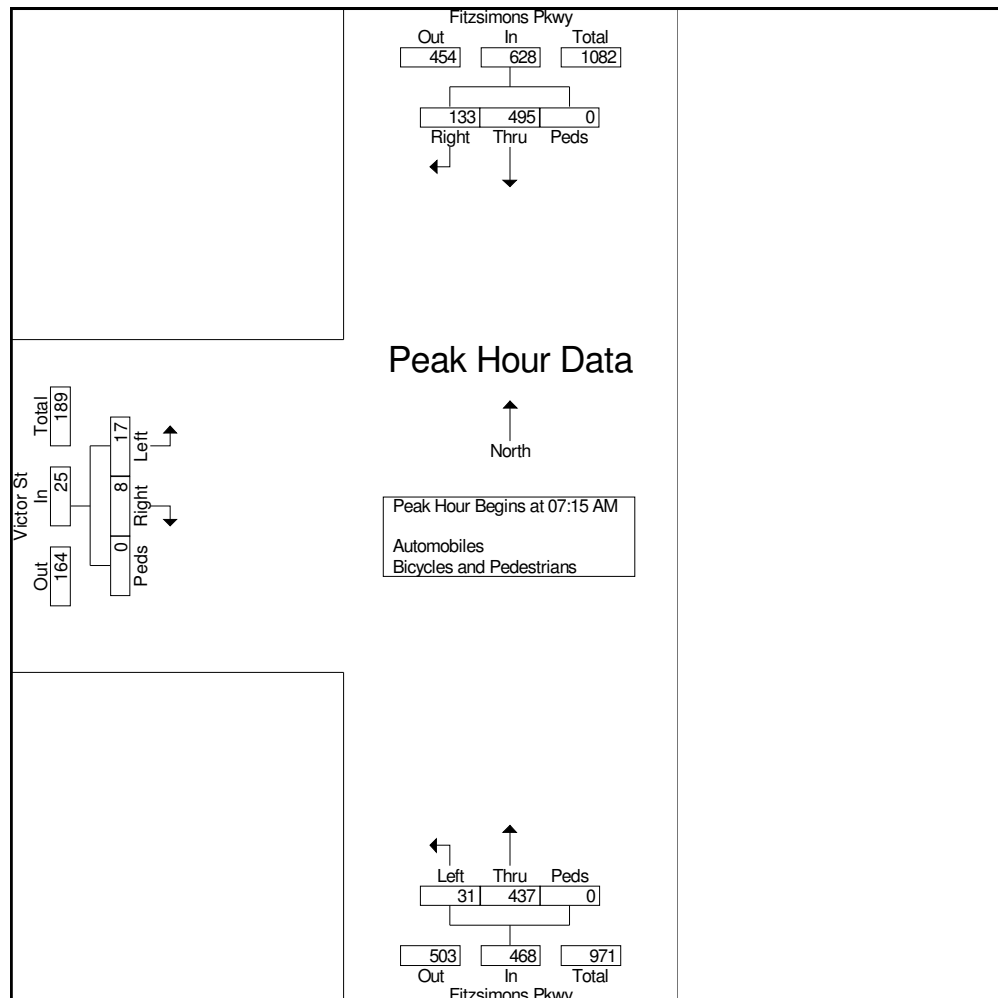 Fitzsimons Pkwy
Out In Total
454 628 1082
133 495 0
Right Thru Peds
Peak Hour Data
North
Peak Hour Begins at 07:15 AM
Automobiles
Bicycles and Pedestrians
Victor St
Out In Total
164 25 189
0 8 17
Peds Right Left
Left Thru Peds
31 437 0
503 468 971
Out In Total
Fitzsimons Pkwy